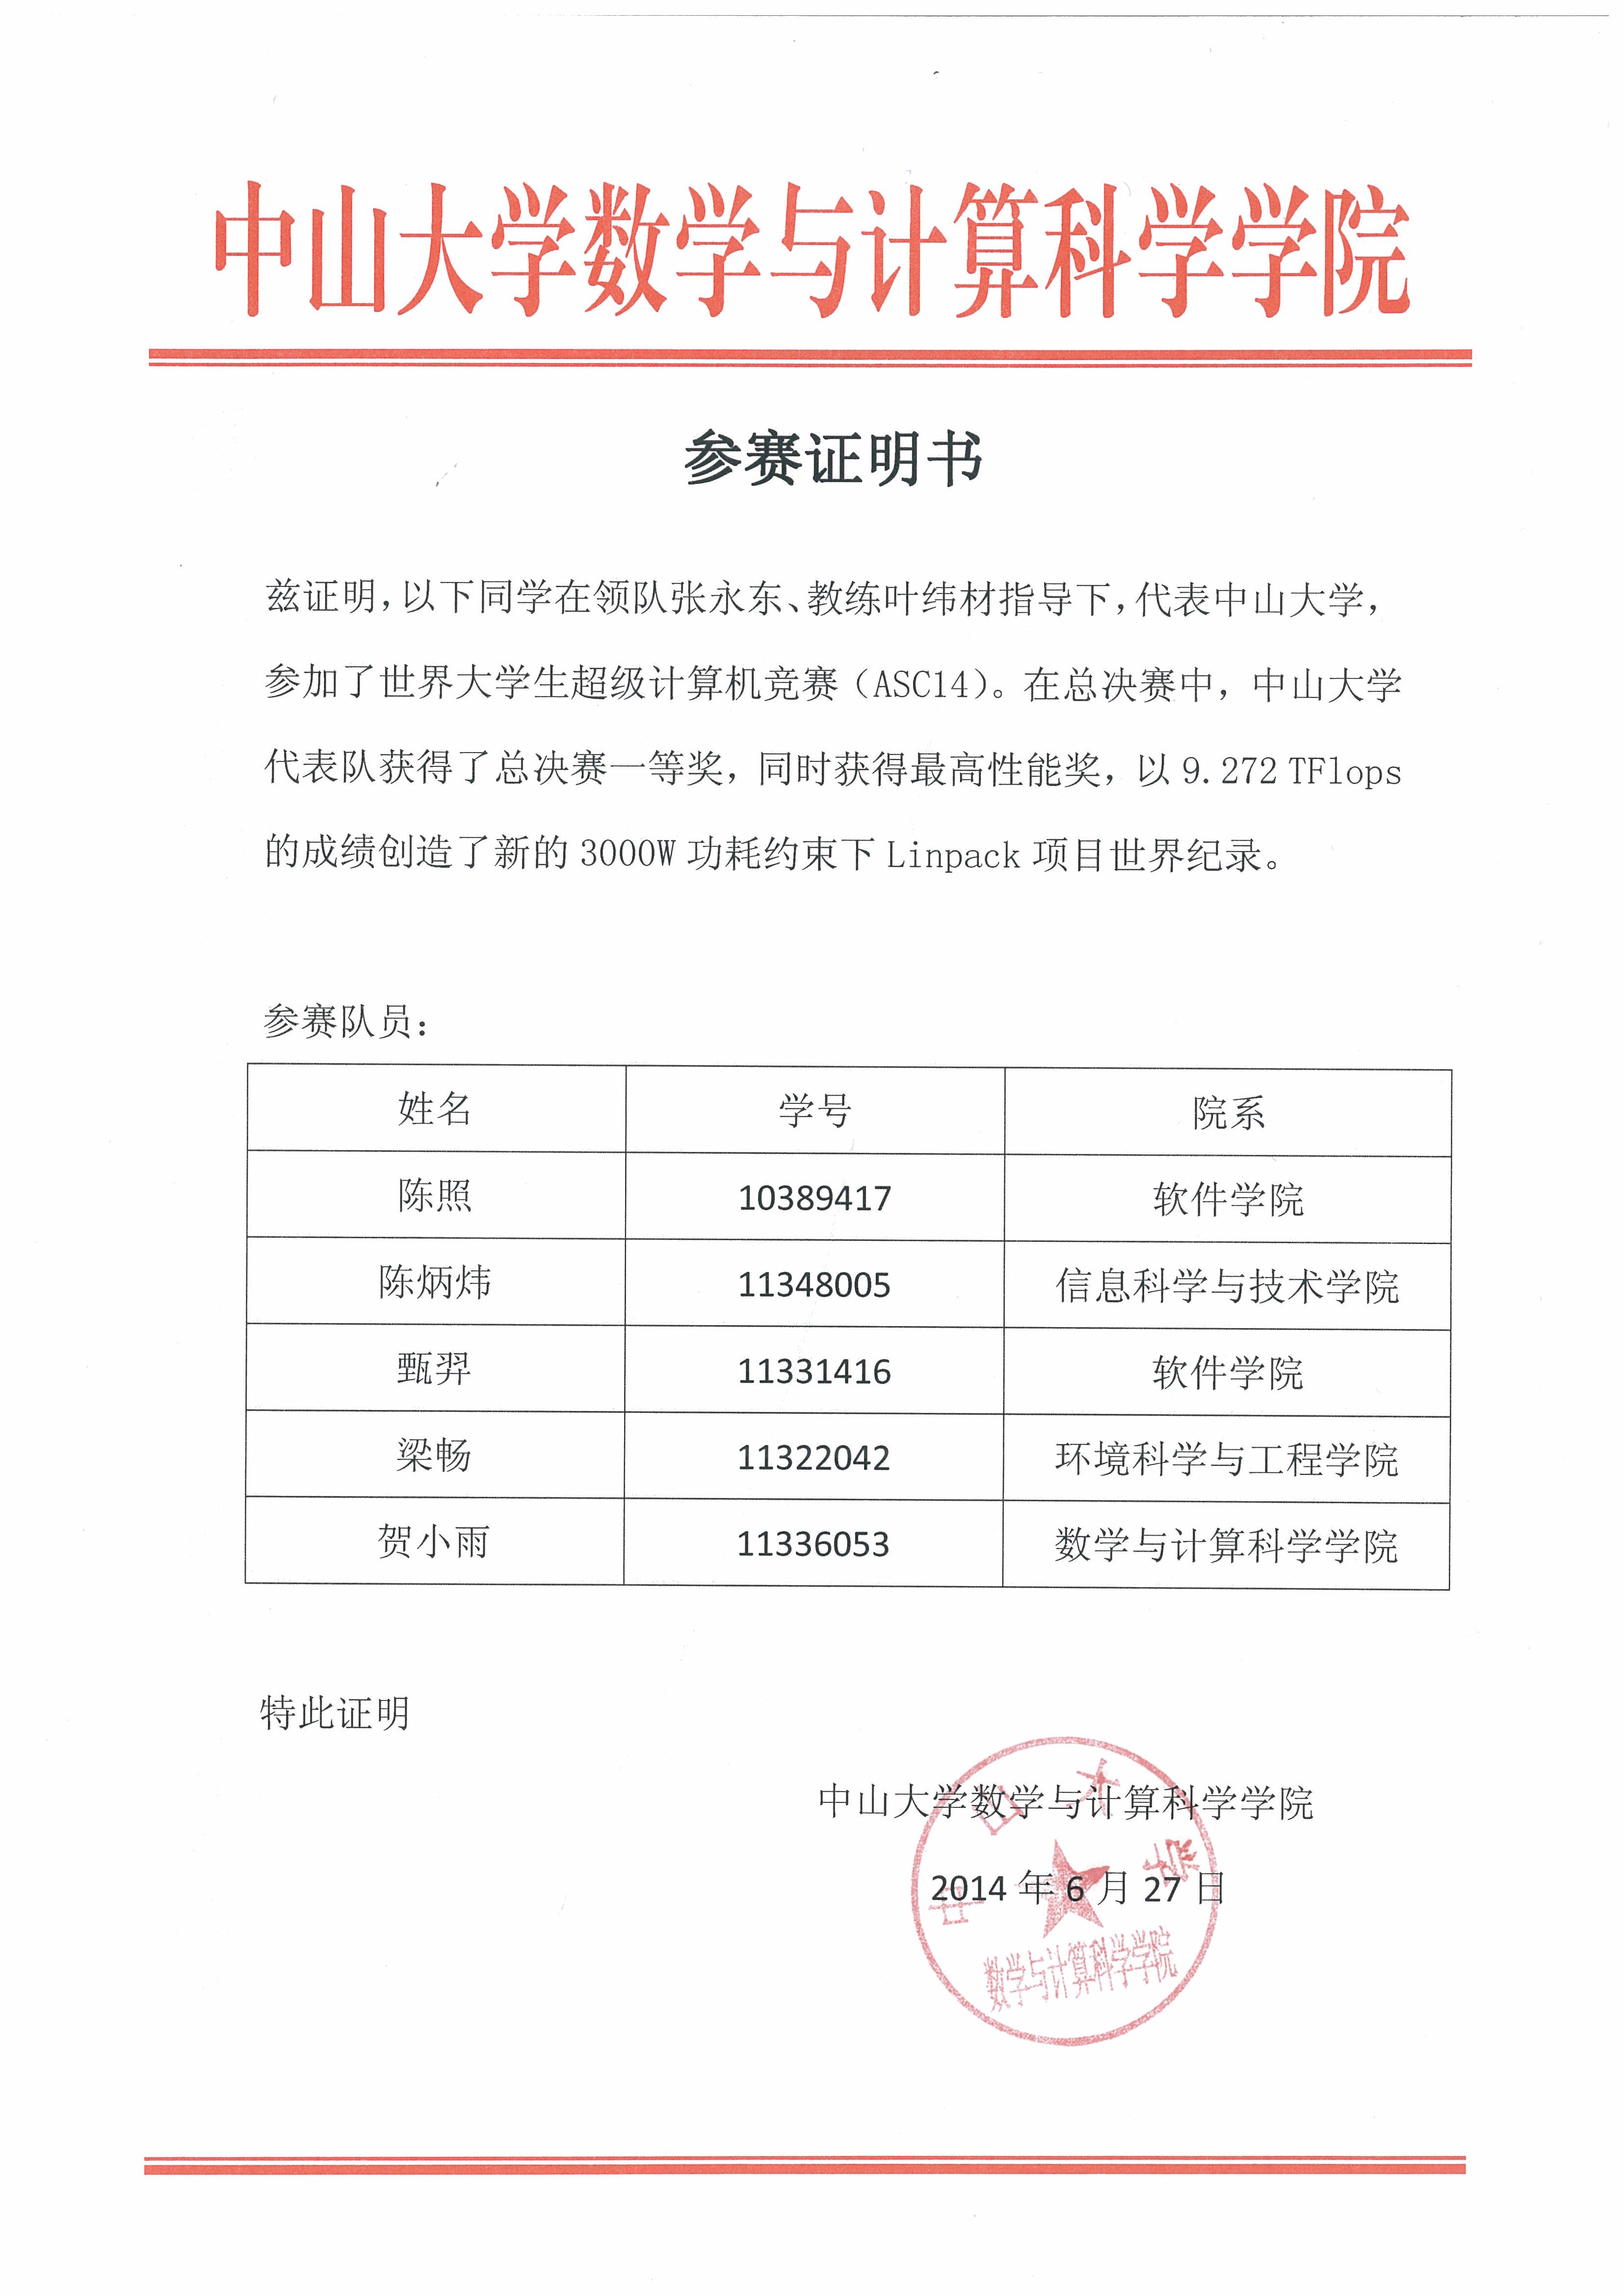 中山大学数学与计算科学学院
参赛证明书
兹证明，以下同学在领队张永东、教练叶纬材指导下，代表中山大学，
参加了世界大学生超级计算机竞赛（ASC14）。在总决赛中，中山大学
代表队获得了总决赛一等奖，同时获得最高性能奖，以 9.272 TFlops
的成绩创造了新的 3000W 功耗约束下 Linpack 项目世界纪录。
参赛队员：
姓名 学号 院系
陈照 10389417 软件学院
陈炳炜 11348005 信息科学与技术学院
甄羿 11331416 软件学院
梁畅 11322042 环境科学与工程学院
贺小雨 11336053 数学与计算科学学院
特此证明
中山大学数学与计算科学学院
2014 年 6 月 27 日
中山大学
数学与计算科学学院